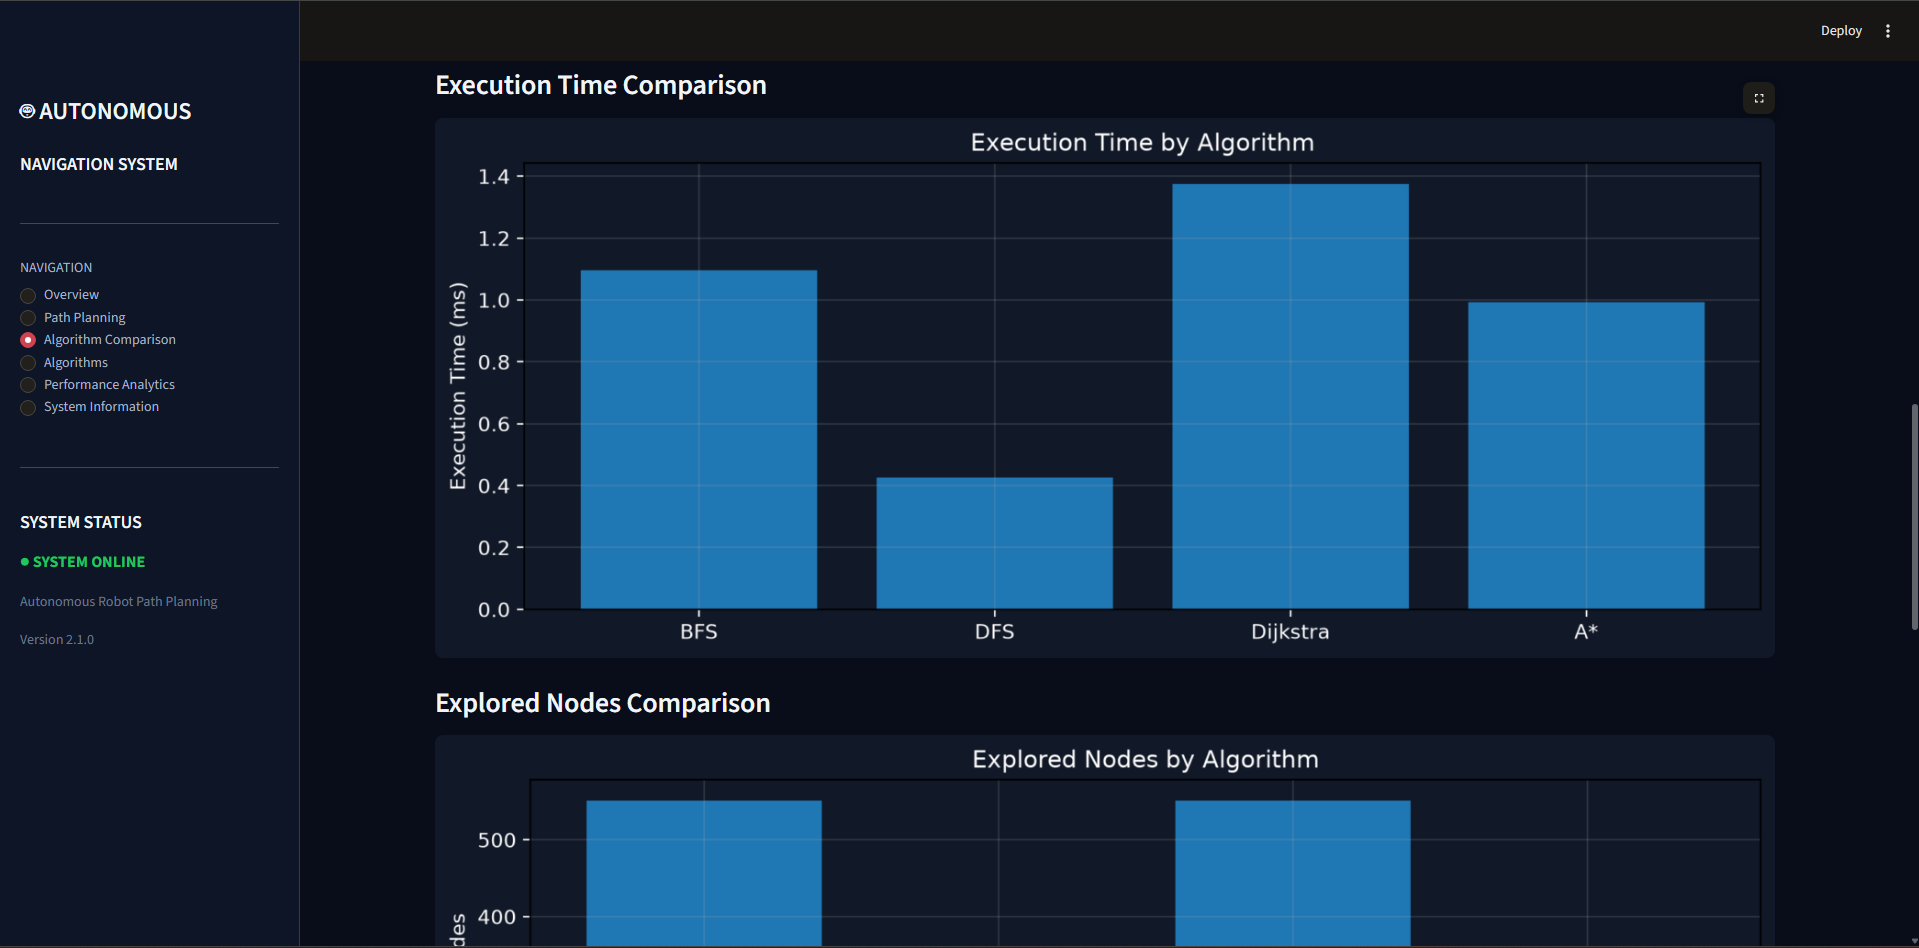 Deploy
AUTONOMOUS
NAVIGATION SYSTEM
NAVIGATION
Overview
Path Planning
Algorithm Comparison
Algorithms
Performance Analytics
System Information
SYSTEM STATUS
SYSTEM ONLINE
Autonomous Robot Path Planning
Version 2.1.0
Execution Time Comparison
Execution Time by Algorithm
Execution Time (ms)
1.4
1.2
1.0
0.8
0.6
0.4
0.2
0.0
BFS
DFS
Dijkstra
A*
Explored Nodes Comparison
Explored Nodes by Algorithm
500
400